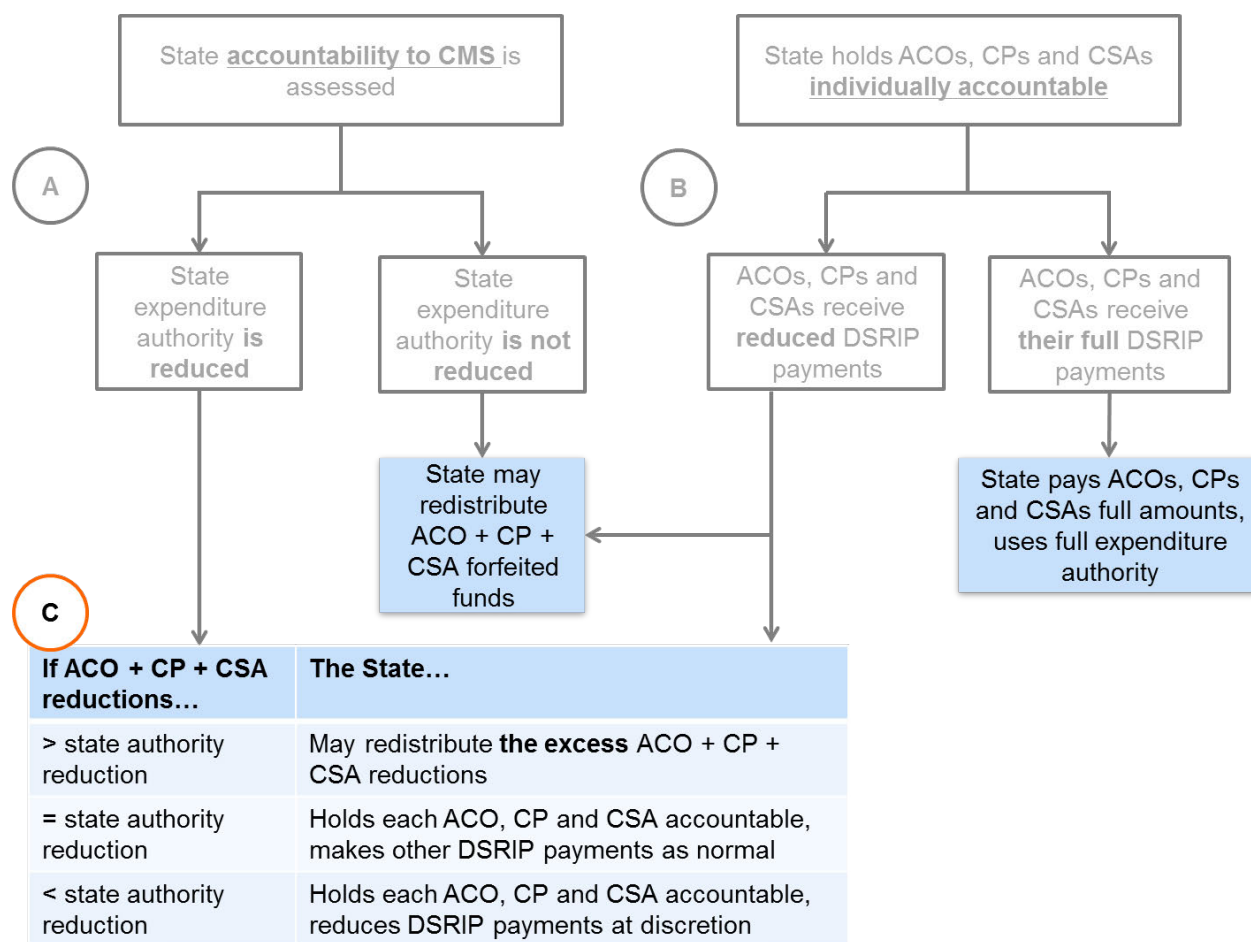 State accountability to CMS is
assessed
State holds ACOs, CPs and CSAs
individually accountable
A
B
State
expenditure
authority is
reduced
State
expenditure
authority is not
reduced
ACOs, CPs and
CSAs receive
reduced DSRIP
payments
ACOs, CPs and
CSAs receive
their full DSRIP
payments
State may
redistribute
ACO + CP +
CSA forfeited
funds
State pays ACOs, CPs
and CSAs full amounts,
uses full expenditure
authority
C
If ACO + CP + CSA
reductions…
The State…
> state authority
reduction
May redistribute the excess ACO + CP +
CSA reductions
= state authority
reduction
Holds each ACO, CP and CSA accountable,
makes other DSRIP payments as normal
< state authority
reduction
Holds each ACO, CP and CSA accountable,
reduces DSRIP payments at discretion